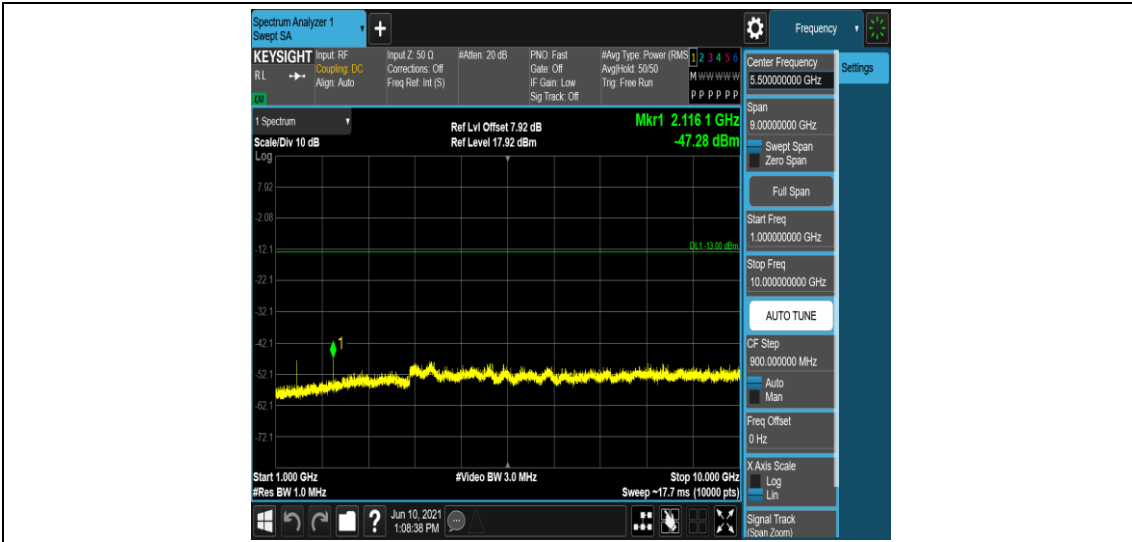 Spectrum Analyzer 1
Swept SA
+
Frequency
KEYSIGHT
RL
LXI
Input: RF
Coupling: DC
Align: Auto
Input Z: 50 Ω
Corrections: Off
Freq Ref: Int (S)
#Atten: 20 dB
PNO: Fast
Gate: Off
IF Gain: Low
Sig Track: Off
#Avg Type: Power (RMS
Avg|Hold: 50/50
Trig: Free Run
1 2 3 4 5 6
M W W W W W
P P P P P P
Center Frequency
5.500000000 GHz
Settings
1 Spectrum
Scale/Div 10 dB
Ref Lvl Offset 7.92 dB
Ref Level 17.92 dBm
Mkr1 2.116 1 GHz
-47.28 dBm
Log
7.92
-2.08
-12.1
-22.1
-32.1
-42.1
-52.1
-62.1
-72.1
DL1 -13.00 dBm
1
Start 1.000 GHz
#Res BW 1.0 MHz
#Video BW 3.0 MHz
Stop 10.000 GHz
Sweep ~17.7 ms (10000 pts)
Span
9.00000000 GHz
Swept Span
Zero Span
Full Span
Start Freq
1.000000000 GHz
Stop Freq
10.000000000 GHz
AUTO TUNE
CF Step
900.000000 MHz
Auto
Man
Freq Offset
0 Hz
X Axis Scale
Log
Lin
Signal Track
(Span Zoom)
?
Jun 10, 2021
1:08:38 PM